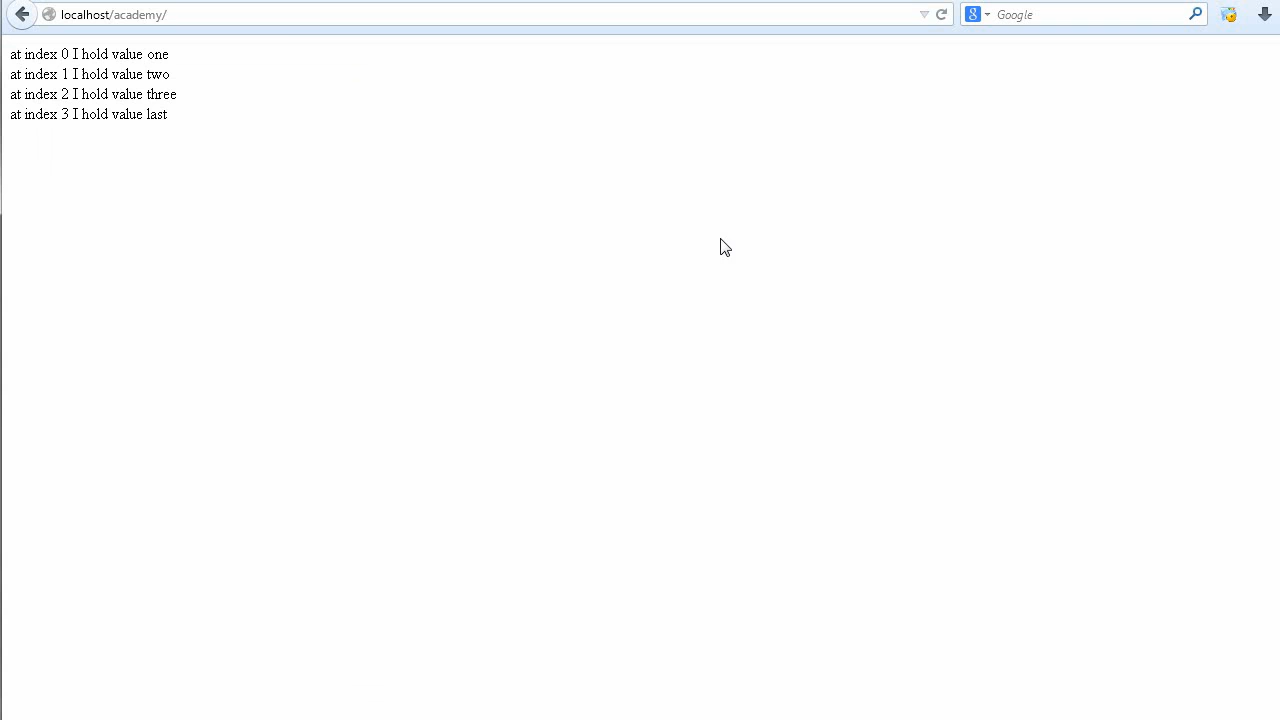 localhost/academy/
8 Google
at index 0 I hold value one
at index 1 I hold value two
at index 2 I hold value three
at index 3 I hold value last